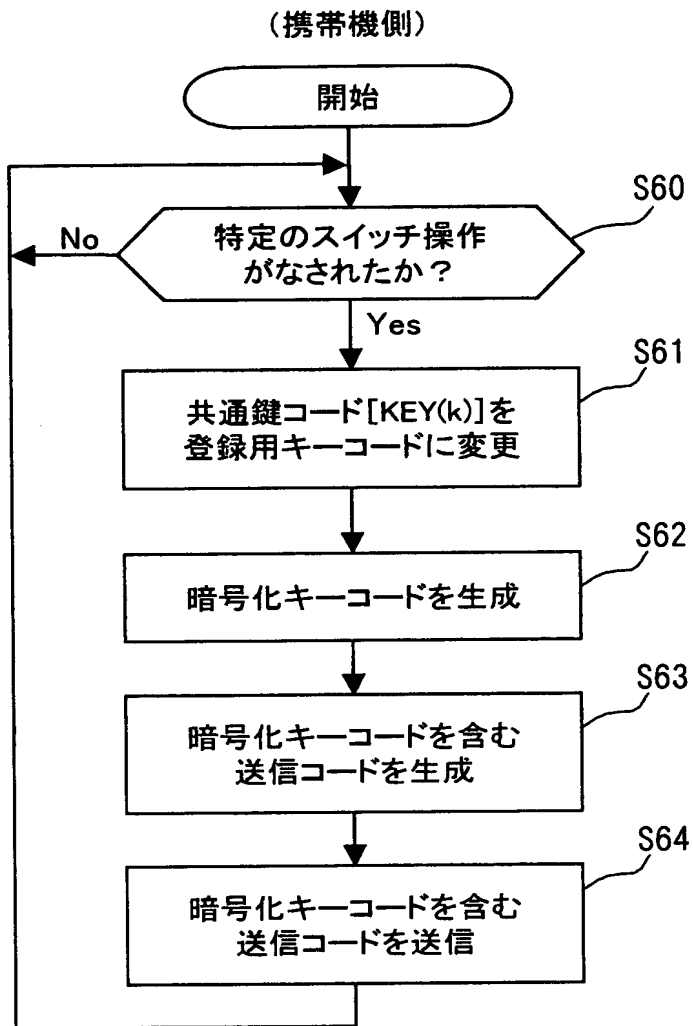 (携帯機側)
開始
S60
特定のスイッチ操作
がなされたか?
No
Yes
S61
共通鍵コード[KEY(k)]を
登録用キーコードに変更
S62
暗号化キーコードを生成
S63
暗号化キーコードを含む
送信コードを生成
S64
暗号化キーコードを含む
送信コードを送信